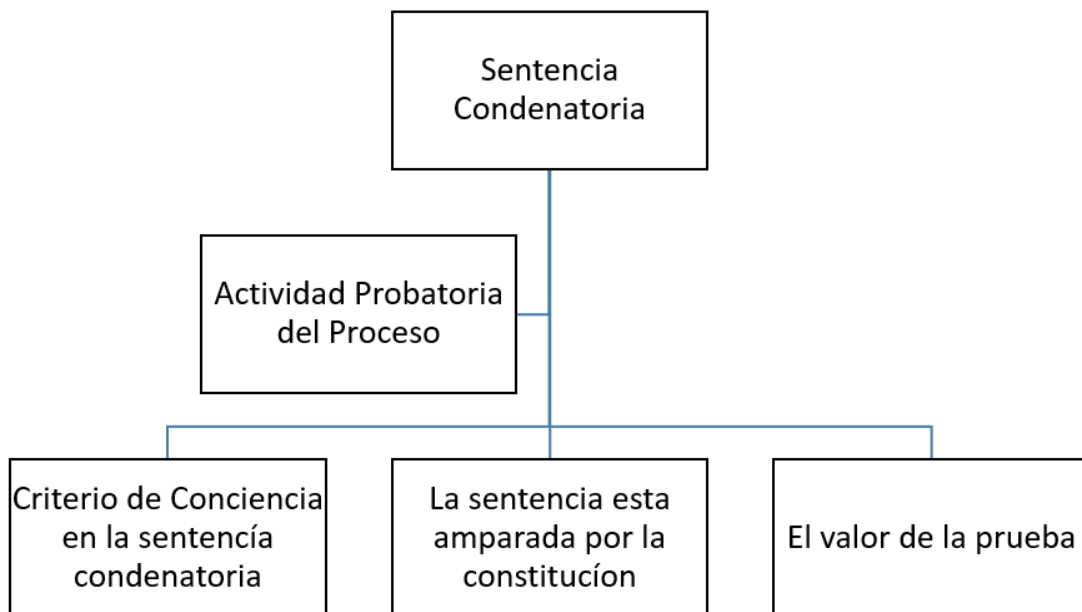 Sentencia
Condenatoria
Actividad Probatoria
del Proceso
Criterio de Conciencia
en la sentencía
condenatoria
La sentencia esta
amparada por la
constitucíon
El valor de la prueba